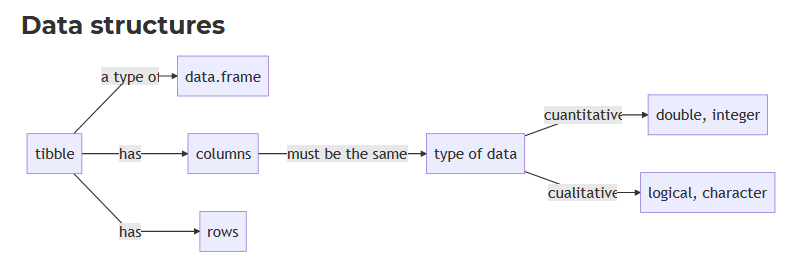 Data structures
a type of
data.frame
tibble
has
columns
must be the same
type of data
cuantitative
double, integer
cualitative
logical, character
has
rows